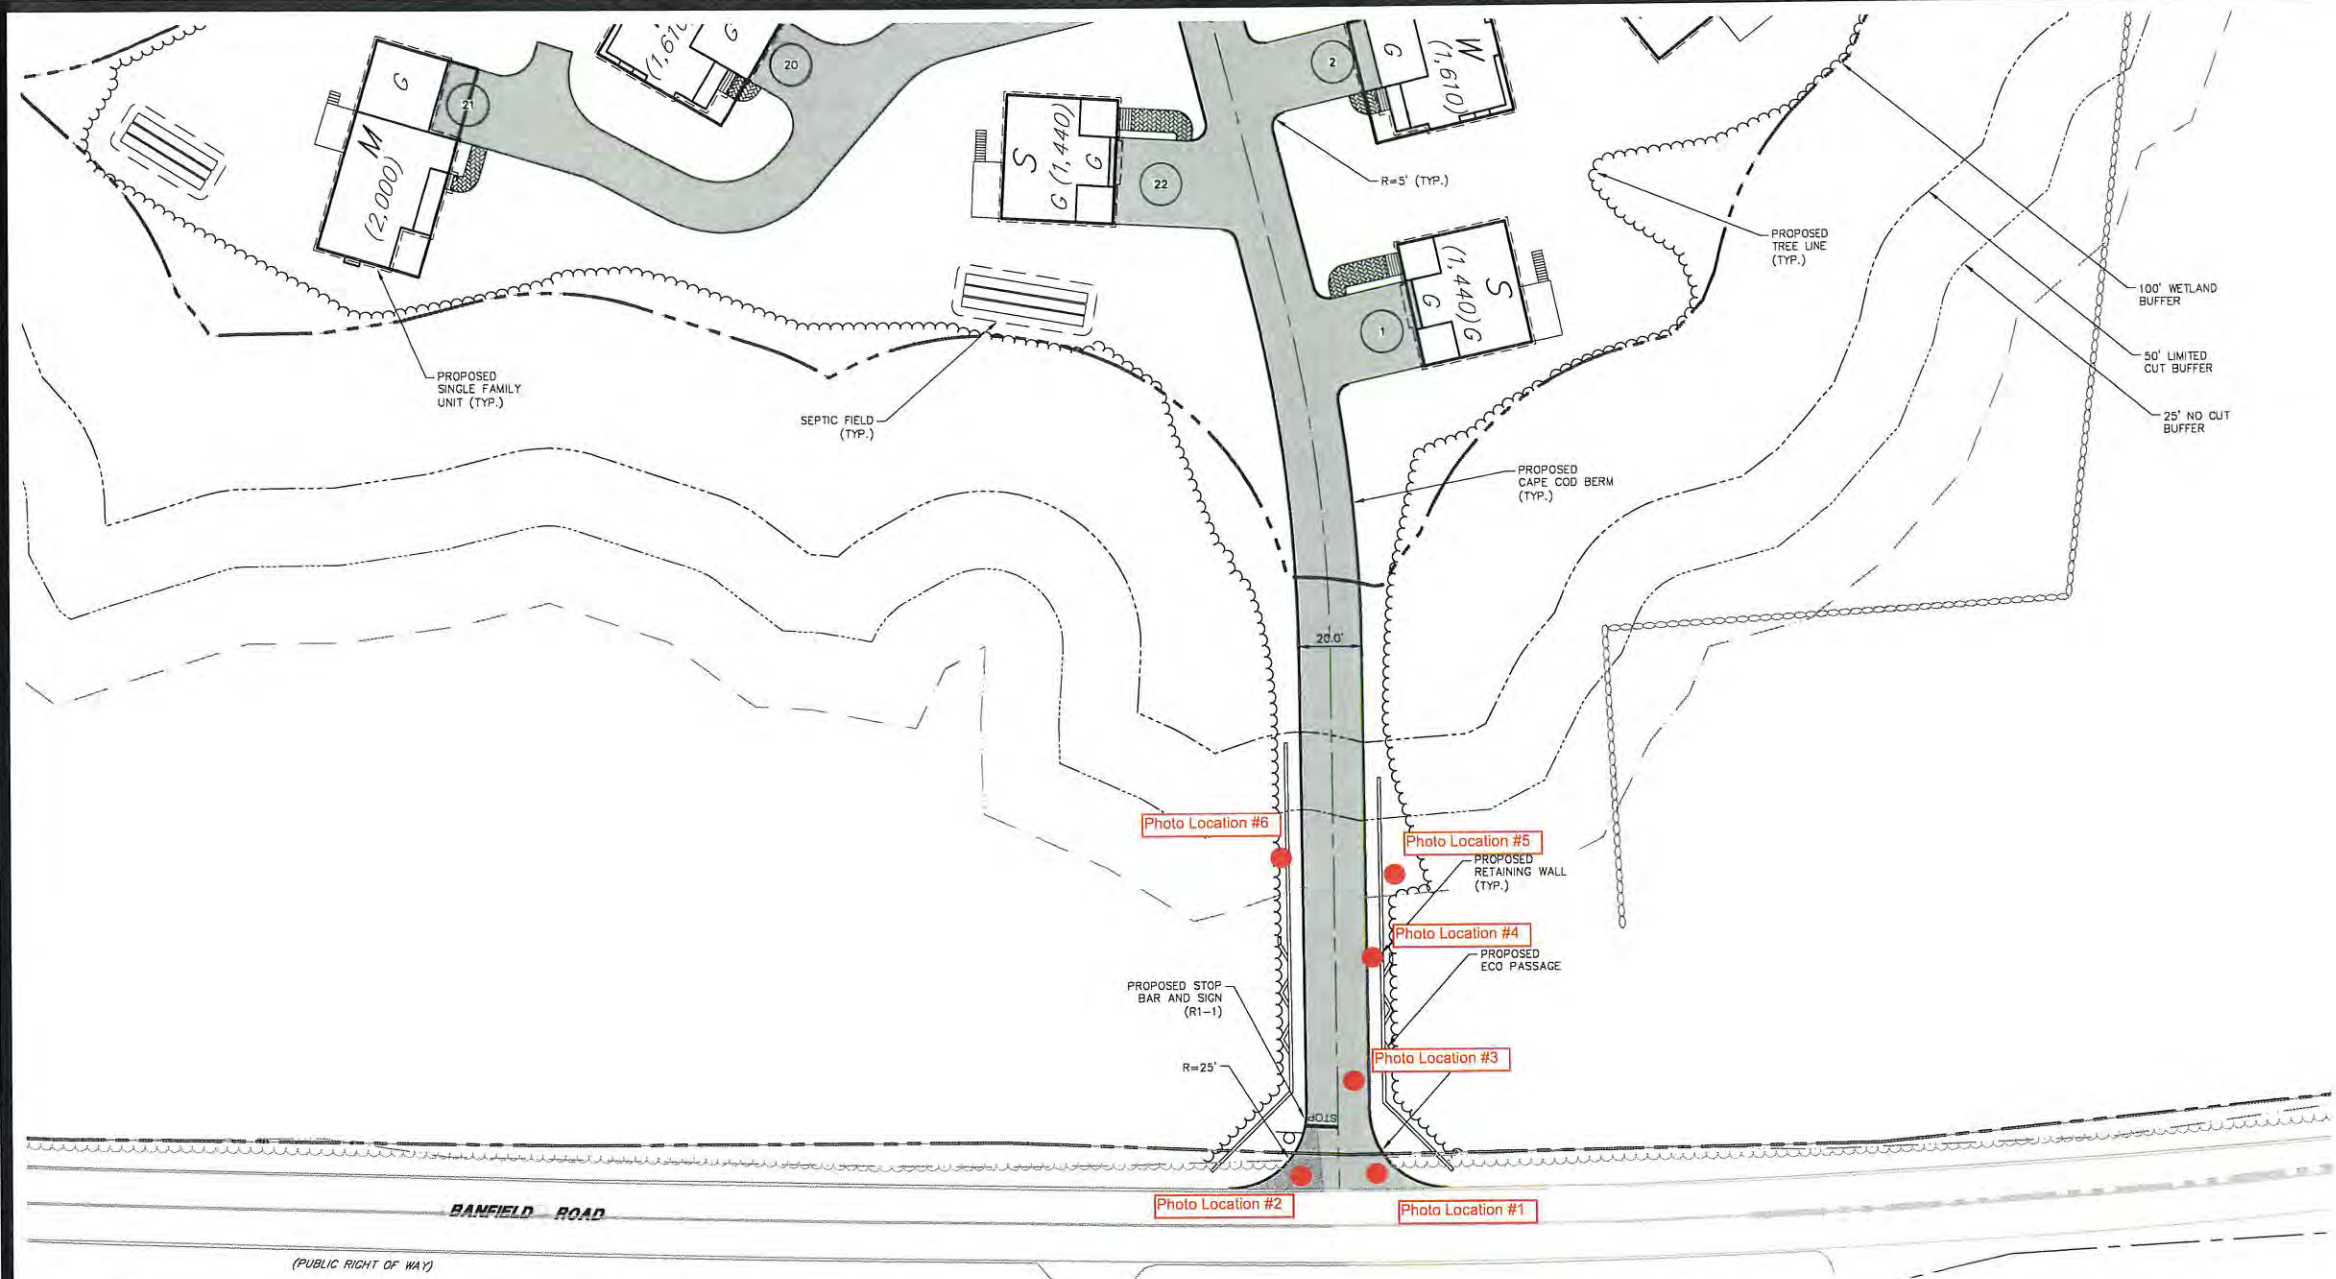 G
M
(2,000)
21
G
20
S
(1,440)
G
G
22
2
G
W
(1,610)
R=5' (TYP.)
S
(1,440)
G
G
1
PROPOSED
TREE LINE
(TYP.)
100' WETLAND
BUFFER
50' LIMITED
CUT BUFFER
25' NO CUT
BUFFER
PROPOSED
SINGLE FAMILY
UNIT (TYP.)
SEPTIC FIELD
(TYP.)
PROPOSED
CAPE COD BERM
(TYP.)
20.0'
Photo Location #6
Photo Location #5
PROPOSED
RETAINING WALL
(TYP.)
Photo Location #4
PROPOSED
ECO PASSAGE
PROPOSED STOP
BAR AND SIGN
(R1-1)
R=25'
Photo Location #3
STOP
Photo Location #2
Photo Location #1
BANFIELD ROAD
(PUBLIC RIGHT OF WAY)